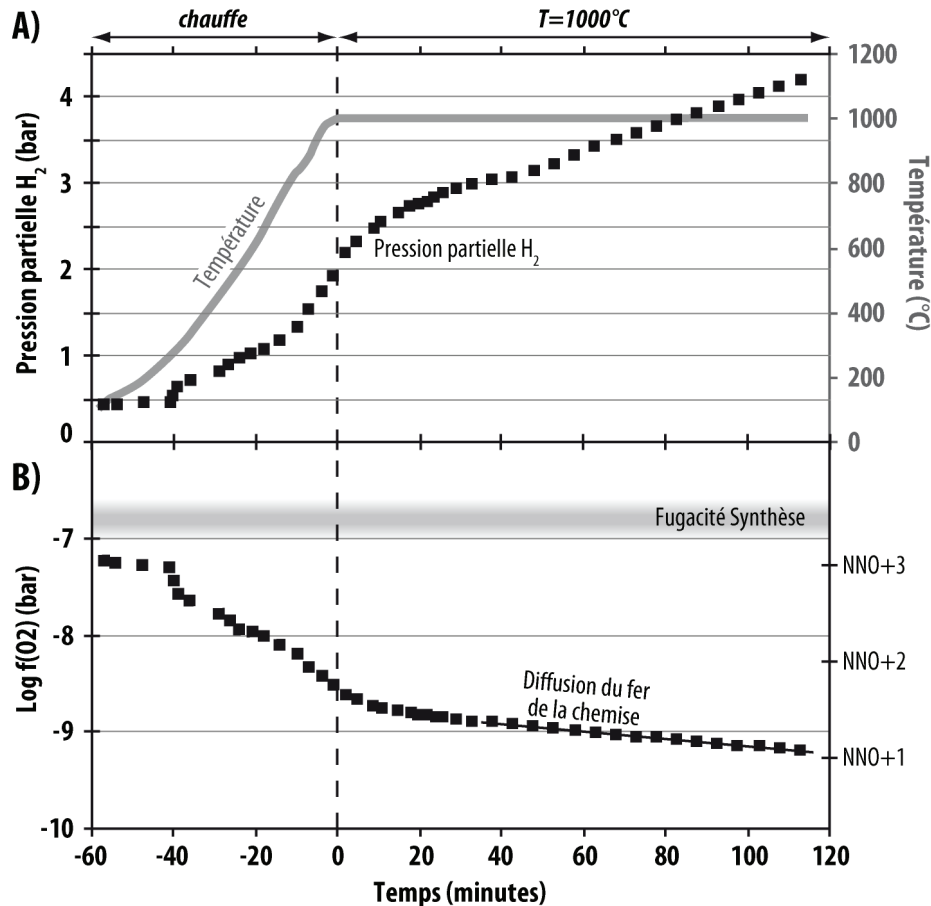 A)
chauffe
T=1000°C
Pression partielle H2 (bar)
4
3
2
1
0
Température
Pression partielle H2
1200
1000
800
600
400
200
0
Température (°C)
B)
Fugacité Synthèse
Log f(O2) (bar)
-7
-8
-9
-10
NNO+3
NNO+2
NNO+1
Diffusion du fer
de la chemise
-60
-40
-20
0
20
40
60
80
100
120
Temps (minutes)